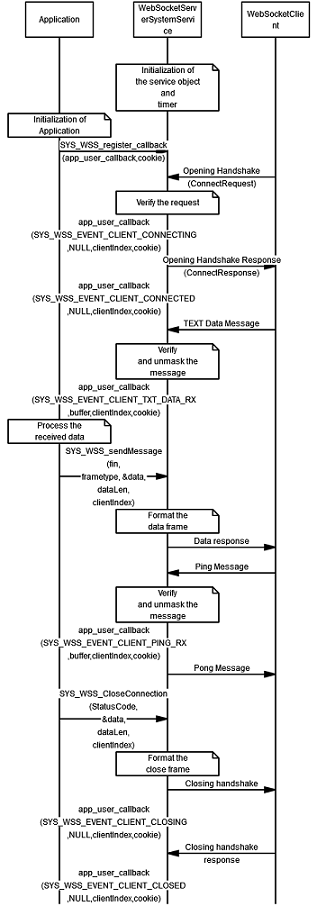 Application
WebSocketServ
erSystemServi
ce
WebSocketClie
nt
Initialization of
the service object
and
timer
Initialization of
Application
SYS_WSS_register_callback
(app_user_callback,cookie)
Opening Handshake
(ConnectRequest)
Verify the request
app_user_callback
(SYS_WSS_EVENT_CLIENT_CONNECTING
,NULL,clientIndex,cookie)
Opening Handshake Response
(ConnectResponse)
app_user_callback
(SYS_WSS_EVENT_CLIENT_CONNECTED
,NULL,clientIndex,cookie)
TEXT Data Message
Verify
and unmask the
message
app_user_callback
(SYS_WSS_EVENT_CLIENT_TXT_DATA_RX
,buffer,clientIndex,cookie)
Process the
received data
SYS_WSS_sendMessage
(fin,
frametype, &data,
dataLen,
clientIndex)
Format the
data frame
Data response
Ping Message
Verify
and unmask the
message
app_user_callback
(SYS_WSS_EVENT_CLIENT_PING_RX
,buffer,clientIndex,cookie)
Pong Message
SYS_WSS_CloseConnection
(StatusCode,
&data,
dataLen,
clientIndex)
Format the
close frame
Closing handshake
app_user_callback
(SYS_WSS_EVENT_CLIENT_CLOSING
,NULL,clientIndex,cookie)
Closing handshake
response
app_user_callback
(SYS_WSS_EVENT_CLIENT_CLOSED
,NULL,clientIndex,cookie)